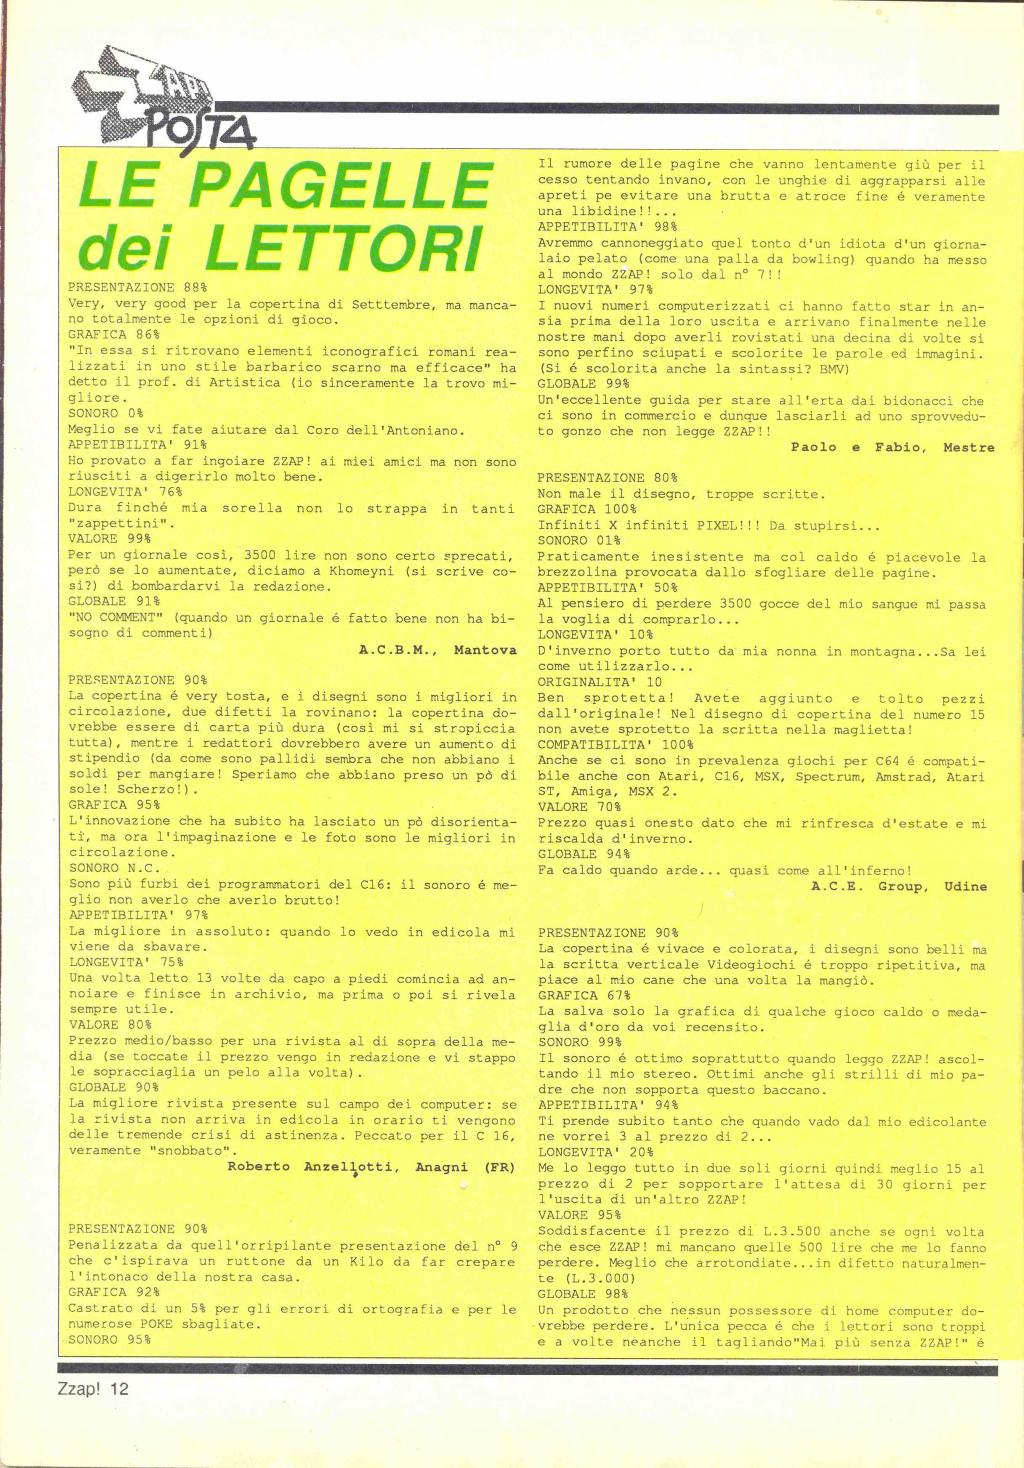 ZZAP!
POSTA
LE PAGELLE
dei LETTORI
PRESENTAZIONE 88%
Very, very good per la copertina di Setttembre, ma manca-
no totalmente le opzioni di gioco.
GRAFICA 86%
"In essa si ritrovano elementi iconografici romani rea-
lizzati in uno stile barbarico scarno ma efficace" ha
detto il prof. di Artistica (io sinceramente la trovo mi-
gliore.
SONORO 0%
Meglio se vi fate aiutare dal Coro dell'Antoniano.
APPETIBILITA' 91%
Ho provato a far ingoiare ZZAP! ai miei amici ma non sono
riusciti a digerirlo molto bene.
LONGEVITA' 76%
Dura finché mia sorella non lo strappa in tanti
"zappettini".
VALORE 99%
Per un giornale così, 3500 lire non sono certo sprecati,
però se lo aumentate, diciamo a Khomeyni (si scrive co-
si?) di bombardarvi la redazione.
GLOBALE 91%
"NO COMMENT" (quando un giornale é fatto bene non ha bi-
sogno di commenti)
A.C.B.M., Mantova
PRESENTAZIONE 90%
La copertina é very tosta, e i disegni sono i migliori in
circolazione, due difetti la rovinano: la copertina do-
vrebbe essere di carta più dura (così mi si stropiccia
tutta), mentre i redattori dovrebbero avere un aumento di
stipendio (da come sono pallidi sembra che non abbiano i
soldi per mangiare! Speriamo che abbiano preso un pò di
sole! Scherzo!).
GRAFICA 95%
L'innovazione che ha subito ha lasciato un pò disorienta-
ti, ma ora l'impaginazione e le foto sono le migliori in
circolazione.
SONORO N.C.
Sono più furbi dei programmatori del C16: il sonoro é me-
glio non averlo che averlo brutto!
APPETIBILITA' 97%
La migliore in assoluto: quando lo vedo in edicola mi
viene da sbavare.
LONGEVITA' 75%
Una volta letto 13 volte da capo a piedi comincia ad an-
noiare e finisce in archivio, ma prima o poi si rivela
sempre utile.
VALORE 80%
Prezzo medio/basso per una rivista al di sopra della me-
dia (se toccate il prezzo vengo in redazione e vi stappo
le sopracciaglia un pelo alla volta).
GLOBALE 90%
La migliore rivista presente sul campo dei computer: se
la rivista non arriva in edicola in orario ti vengono
delle tremende crisi di astinenza. Peccato per il C 16,
veramente "snobbato".
Roberto Anzellotti, Anagni (FR)
PRESENTAZIONE 90%
Penalizzata da quell'orripilante presentazione del n° 9
che c'ispirava un ruttone da un Kilo da far crepare
l'intonaco della nostra casa.
GRAFICA 92%
Castrato di un 5% per gli errori di ortografia e per le
numerose POKE sbagliate.
SONORO 95%
Il rumore delle pagine che vanno lentamente giù per il
cesso tentando invano, con le unghie di aggrapparsi alle
apreti pe evitare una brutta e atroce fine é veramente
una libidine!!...
APPETIBILITA' 98%
Avremmo cannoneggiato quel tonto d'un idiota d'un giorna-
laio pelato (come una palla da bowling) quando ha messo
al mondo ZZAP! solo dal n° 7!!
LONGEVITA' 97%
I nuovi numeri computerizzati ci hanno fatto star in an-
sia prima della loro uscita e arrivano finalmente nelle
nostre mani dopo averli rovistati una decina di volte si
sono perfino sciupati e scolorite le parole ed immagini.
(Si é scolorita anche la sintassi? BMV)
GLOBALE 99%
Un'eccellente guida per stare all'erta dai bidonacci che
ci sono in commercio e dunque lasciarli ad uno sprovvedu-
to gonzo che non legge ZZAP!!
Paolo e Fabio, Mestre
PRESENTAZIONE 80%
Non male il disegno, troppe scritte.
GRAFICA 100%
Infiniti X infiniti PIXEL!!! Da stupirsi...
SONORO 01%
Praticamente inesistente ma col caldo é piacevole la
brezzolina provocata dallo sfogliare delle pagine.
APPETIBILITA' 50%
Al pensiero di perdere 3500 gocce del mio sangue mi passa
la voglia di comprarlo...
LONGEVITA' 10%
D'inverno porto tutto da mia nonna in montagna...Sa lei
come utilizzarlo...
ORIGINALITA' 10
Ben sprotetta! Avete aggiunto e tolto pezzi
dall'originale! Nel disegno di copertina del numero 15
non avete sprotetto la scritta nella maglietta!
COMPATIBILITA' 100%
Anche se ci sono in prevalenza giochi per C64 é compati-
bile anche con Atari, C16, MSX, Spectrum, Amstrad, Atari
ST, Amiga, MSX 2.
VALORE 70%
Prezzo quasi onesto dato che mi rinfresca d'estate e mi
riscalda d'inverno.
GLOBALE 94%
Fa caldo quando arde... quasi come all'inferno!
A.C.E. Group, Udine
PRESENTAZIONE 90%
La copertina é vivace e colorata, i disegni sono belli ma
la scritta verticale Videogiochi é troppo ripetitiva, ma
piace al mio cane che una volta la mangiò.
GRAFICA 67%
La salva solo la grafica di qualche gioco caldo o meda-
glia d'oro da voi recensito.
SONORO 99%
Il sonoro é ottimo soprattutto quando leggo ZZAP! ascol-
tando il mio stereo. Ottimi anche gli strilli di mio pa-
dre che non sopporta questo baccano.
APPETIBILITA' 94%
Ti prende subito tanto che quando vado dal mio edicolante
ne vorrei 3 al prezzo di 2...
LONGEVITA' 20%
Me lo leggo tutto in due soli giorni quindi meglio 15 al
prezzo di 2 per sopportare l'attesa di 30 giorni per
l'uscita di un'altro ZZAP!
VALORE 95%
Soddisfacente il prezzo di L.3.500 anche se ogni volta
che esce ZZAP! mi mancano quelle 500 lire che me lo fanno
perdere. Meglio che arrotondiate...in difetto naturalmen-
te (L.3.000)
GLOBALE 98%
Un prodotto che nessun possessore di home computer do-
vrebbe perdere. L'unica pecca é che i lettori sono troppi
e a volte neanche il tagliando"Mai più senza ZZAP!" é
Zzap! 12